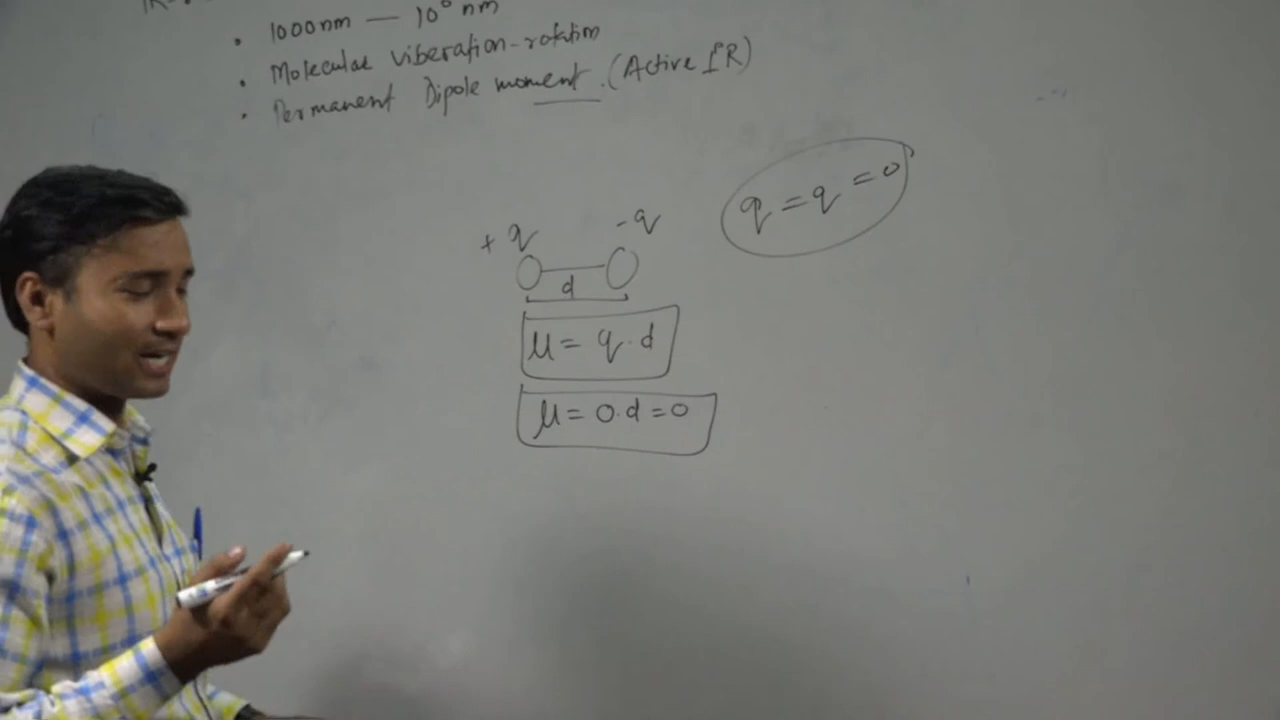 • 1000nm — 10⁶ nm
• Molecular viberation-rotation
• Permanent Dipole moment. (Active IR)
q = q = 0
+ q - q
d
μ = q · d
μ = 0 · d = 0